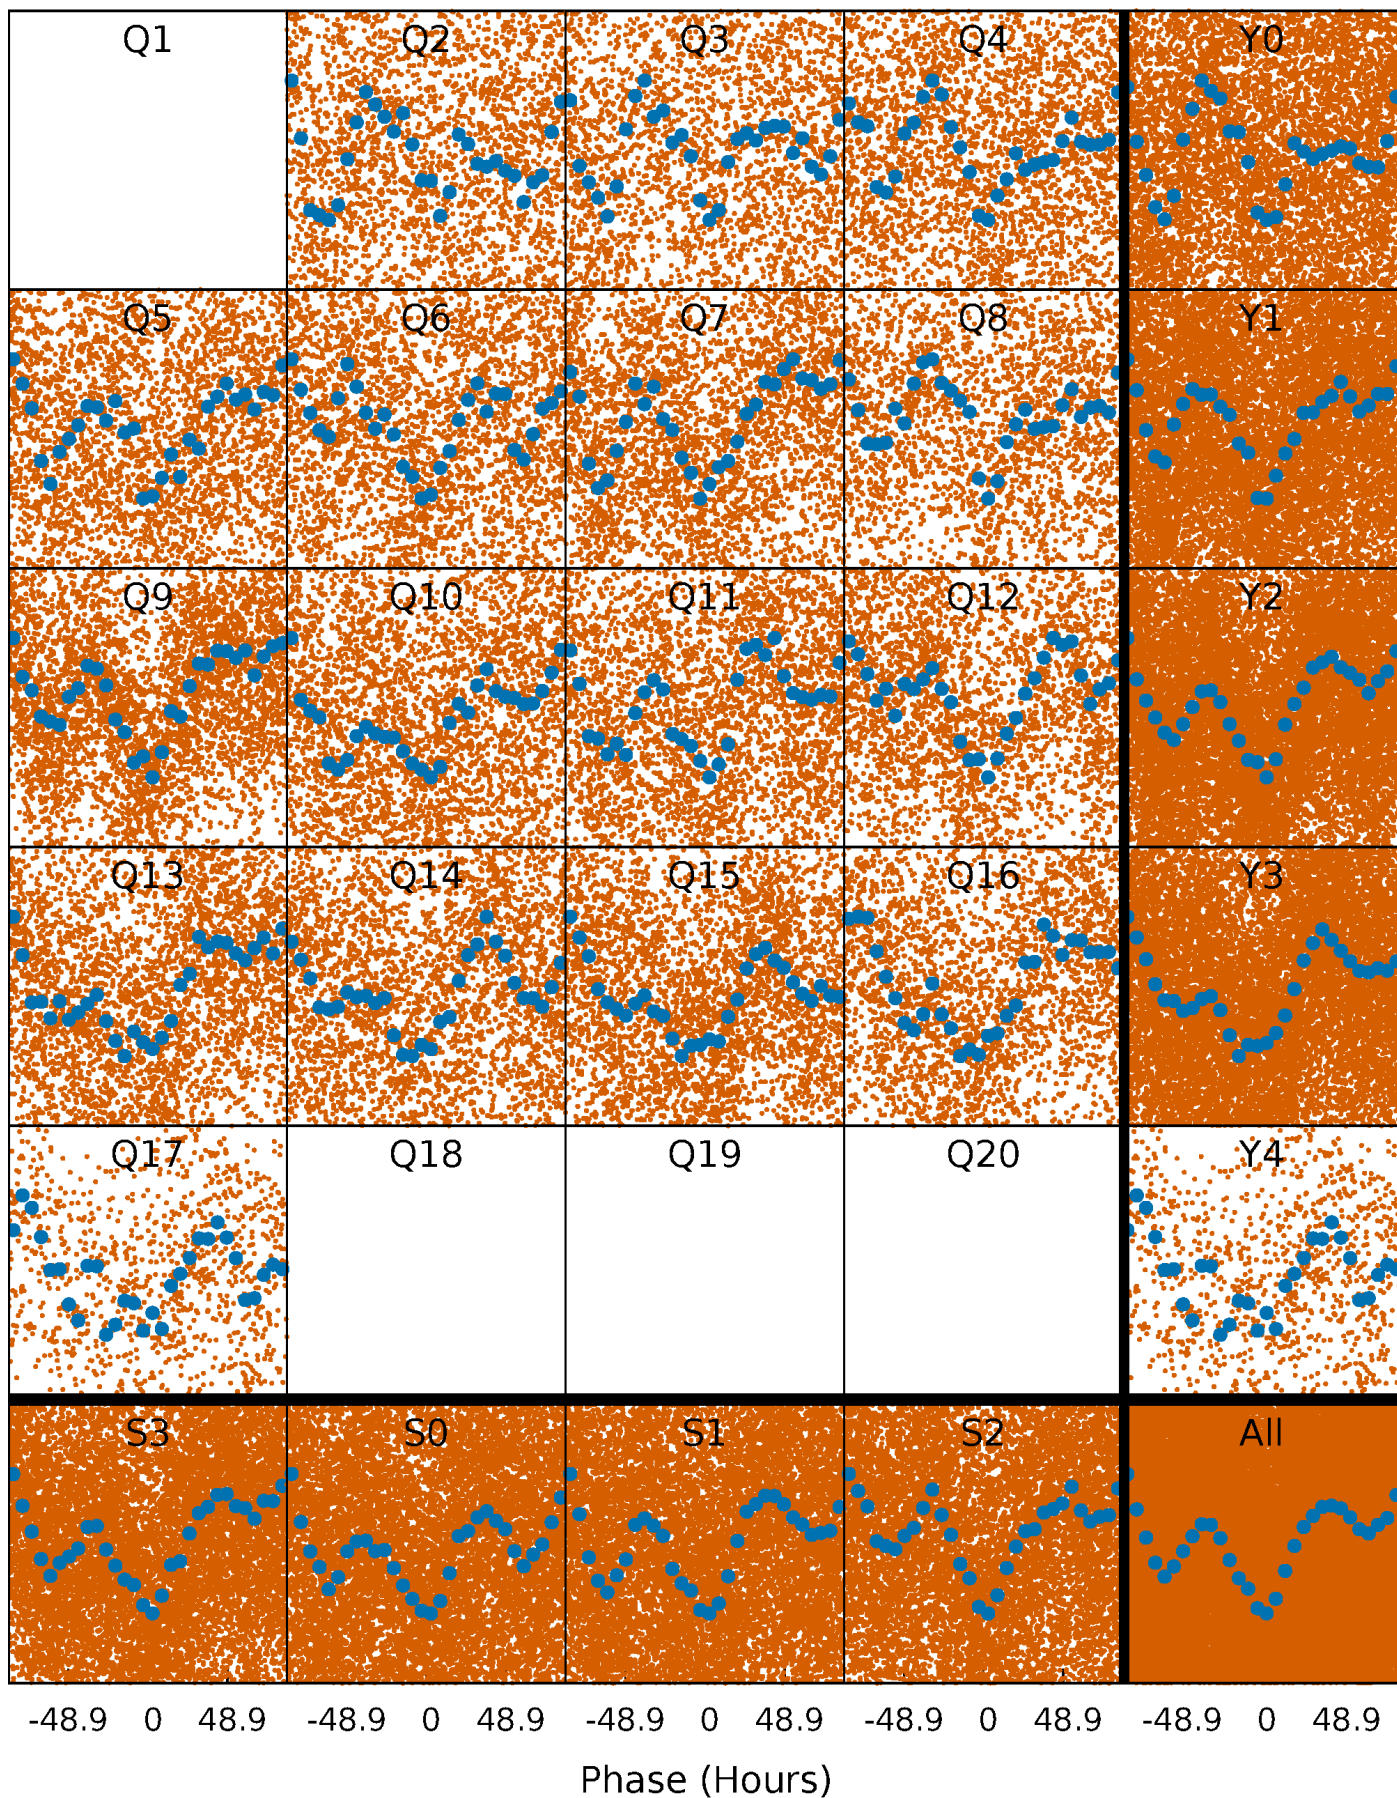 Q1 Q2 Q3 Q4 Y0
Q5 Q6 Q7 Q8 Y1
Q9 Q10 Q11 Q12 Y2
Q13 Q14 Q15 Q16 Y3
Q17 Q18 Q19 Q20 Y4
S3 S0 S1 S2 All
-48.9 0 48.9 -48.9 0 48.9 -48.9 0 48.9 -48.9 0 48.9 -48.9 0 48.9
Phase (Hours)